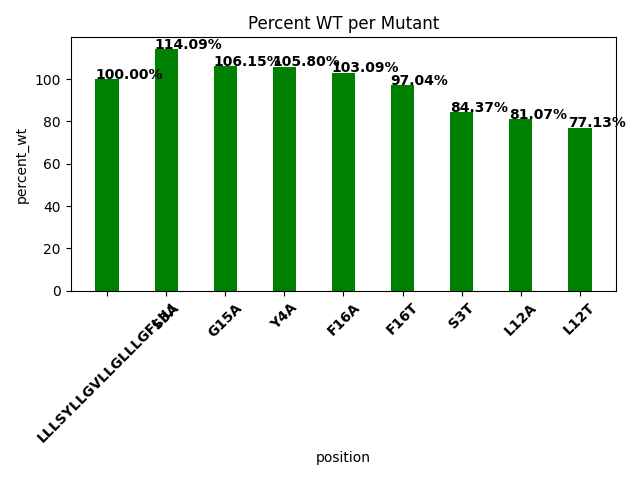 Percent WT per Mutant
100.00%
114.09%
106.15%
105.80%
103.09%
97.04%
84.37%
81.07%
77.13%
percent_wt
100
80
60
40
20
0
S3A
G15A
Y4A
F16A
F16T
S3T
L12A
L12T
position